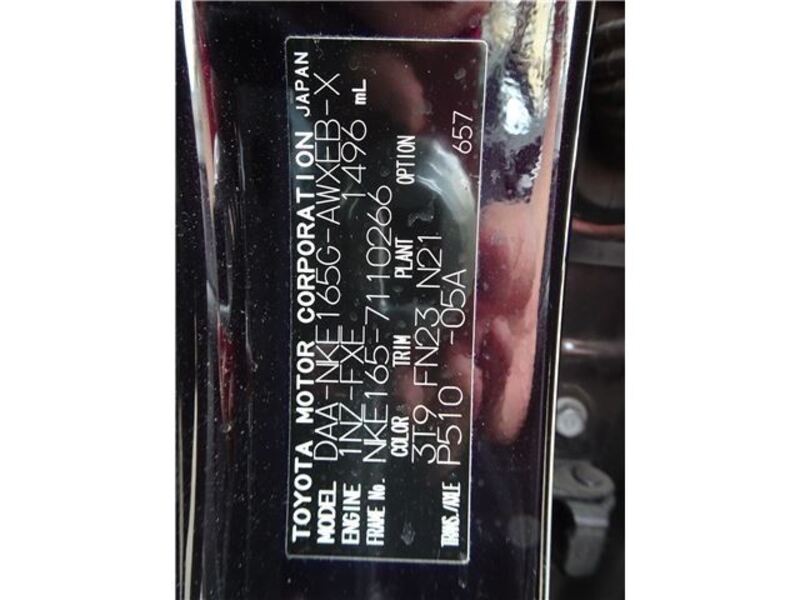 TOYOTA MOTOR CORPORATION JAPAN
MODEL DAA-NKE165G-AWXEB-X
ENGINE 1NZ-FXE 1496 mL
FRAME No. NKE165-7110266
COLOR TRIM PLANT OPTION
3T9 FN23 N21
TRANS./AXLE P510 -05A 657